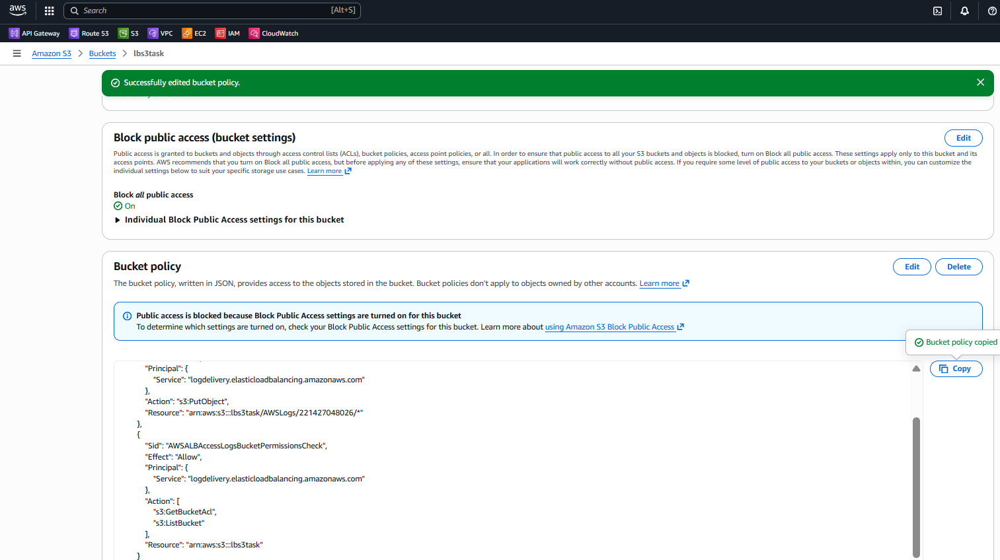 aws
Search
[Alt+S]
API Gateway
Route 53
S3
VPC
EC2
IAM
CloudWatch
Amazon S3
Buckets
lbs3task
Successfully edited bucket policy.
Block public access (bucket settings)
Edit
Public access is granted to buckets and objects through access control lists (ACLs), bucket policies, access point policies, or all. In order to ensure that public access to all your S3 buckets and objects is blocked, turn on Block all public access. These settings apply only to this bucket and its
access points. AWS recommends that you turn on Block all public access, but before applying any of these settings, ensure that your applications will work correctly without public access. If you require some level of public access to your buckets or objects within, you can customize the
individual settings below to suit your specific storage use cases. Learn more
Block all public access
On
Individual Block Public Access settings for this bucket
Bucket policy
Edit
Delete
The bucket policy, written in JSON, provides access to the objects stored in the bucket. Bucket policies don't apply to objects owned by other accounts. Learn more
Public access is blocked because Block Public Access settings are turned on for this bucket
To determine which settings are turned on, check your Block Public Access settings for this bucket. Learn more about using Amazon S3 Block Public Access
Bucket policy copied
Copy
"Principal": {
"Service": "logdelivery.elasticloadbalancing.amazonaws.com"
},
"Action": "s3:PutObject",
"Resource": "arn:aws:s3:::lbs3task/AWSLogs/221427048026/*"
},
{
"Sid": "AWSALBAccessLogsBucketPermissionsCheck",
"Effect": "Allow",
"Principal": {
"Service": "logdelivery.elasticloadbalancing.amazonaws.com"
},
"Action": [
"s3:GetBucketAcl",
"s3:ListBucket"
],
"Resource": "arn:aws:s3:::lbs3task"
}